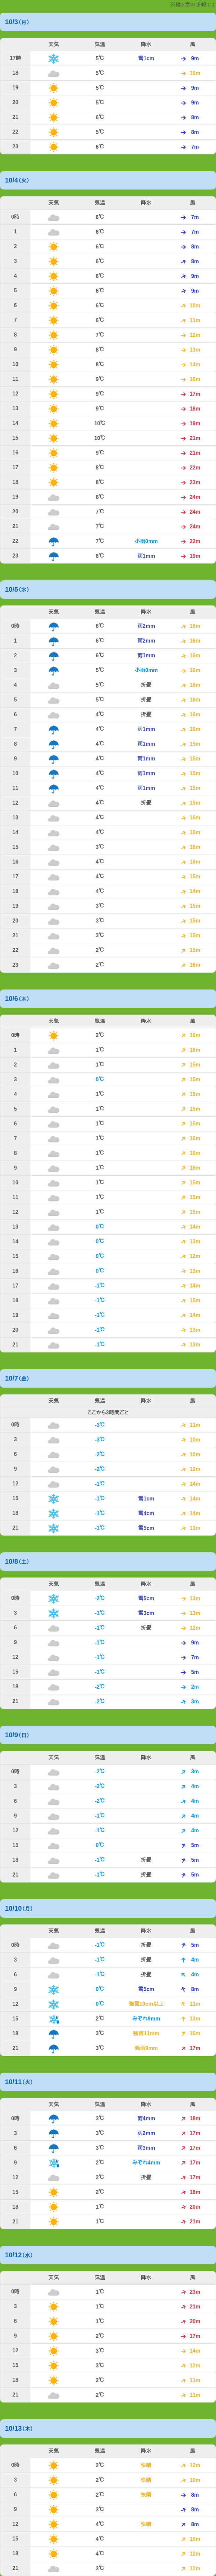 10/3(月)
天気 気温 降水 風
17時 5℃ 雪1cm 9m
18 5℃ 10m
19 5℃ 9m
20 5℃ 9m
21 6℃ 8m
22 5℃ 8m
23 6℃ 7m
10/4(火)
天気 気温 降水 風
0時 6℃ 7m
1 6℃ 7m
2 6℃ 8m
3 6℃ 8m
4 6℃ 9m
5 6℃ 9m
6 6℃ 10m
7 6℃ 11m
8 7℃ 12m
9 8℃ 12m
10 8℃ 14m
11 9℃ 16m
12 9℃ 17m
13 9℃ 18m
14 10℃ 19m
15 10℃ 21m
16 9℃ 21m
17 8℃ 22m
18 8℃ 23m
19 8℃ 24m
20 7℃ 24m
21 7℃ 24m
22 7℃ 小雨0mm 22m
23 6℃ 雨1mm 19m
10/5(水)
天気 気温 降水 風
0時 6℃ 雨2mm 16m
1 6℃ 雨2mm 16m
2 6℃ 雨1mm 16m
3 5℃ 小雨0mm 16m
4 5℃ 折曇 16m
5 5℃ 折曇 16m
6 4℃ 折曇 16m
7 4℃ 雨1mm 16m
8 4℃ 雨1mm 15m
9 4℃ 雨1mm 15m
10 4℃ 雨1mm 15m
11 4℃ 雨1mm 15m
12 4℃ 折曇 15m
13 4℃ 16m
14 4℃ 16m
15 3℃ 16m
16 4℃ 16m
17 4℃ 15m
18 4℃ 14m
19 3℃ 15m
20 3℃ 15m
21 3℃ 15m
22 2℃ 15m
23 2℃ 16m
10/6(木)
天気 気温 降水 風
0時 2℃ 16m
1 1℃ 16m
2 1℃ 15m
3 0℃ 15m
4 1℃ 15m
5 1℃ 15m
6 1℃ 15m
7 1℃ 16m
8 1℃ 16m
9 1℃ 16m
10 1℃ 15m
11 1℃ 15m
12 1℃ 15m
13 0℃ 14m
14 0℃ 13m
15 0℃ 12m
16 0℃ 13m
17 -1℃ 14m
18 -1℃ 15m
19 -1℃ 14m
20 -1℃ 13m
21 -1℃ 13m
10/7(金)
天気 気温 降水 風
ここから3時間ごと
0時 -3℃ 11m
3 -3℃ 10m
6 -2℃ 10m
9 -2℃ 12m
12 -1℃ 14m
15 -1℃ 雪1cm 14m
18 -1℃ 雪4cm 14m
21 -1℃ 雪5cm 13m
10/8(土)
天気 気温 降水 風
0時 -2℃ 雪5cm 13m
3 -1℃ 雪3cm 13m
6 -1℃ 折曇 12m
9 -1℃ 9m
12 -1℃ 7m
15 -1℃ 5m
18 -2℃ 2m
21 -2℃ 3m
10/9(日)
天気 気温 降水 風
0時 -2℃ 3m
3 -2℃ 4m
6 -2℃ 4m
9 -1℃ 4m
12 -1℃ 4m
15 0℃ 5m
18 -1℃ 折曇 5m
21 -1℃ 折曇 5m
10/10(月)
天気 気温 降水 風
0時 -1℃ 折曇 5m
3 -1℃ 折曇 4m
6 -1℃ 折曇 4m
9 0℃ 雪5cm 8m
12 0℃ 強雪10cm以上 11m
15 2℃ みぞれ9mm 13m
18 3℃ 強雨11mm 16m
21 3℃ 強雨9mm 17m
10/11(火)
天気 気温 降水 風
0時 3℃ 雨4mm 18m
3 3℃ 雨2mm 17m
6 3℃ 雨3mm 17m
9 2℃ みぞれ4mm 17m
12 2℃ 折曇 17m
15 2℃ 18m
18 1℃ 20m
21 1℃ 21m
10/12(水)
天気 気温 降水 風
0時 1℃ 23m
3 1℃ 21m
6 1℃ 20m
9 2℃ 17m
12 3℃ 14m
15 3℃ 12m
18 2℃ 11m
21 2℃ 11m
10/13(木)
天気 気温 降水 風
0時 2℃ 快晴 12m
3 2℃ 快晴 10m
6 2℃ 快晴 8m
9 3℃ 8m
12 4℃ 快晴 8m
15 4℃ 10m
18 4℃ 12m
21 3℃ 12m